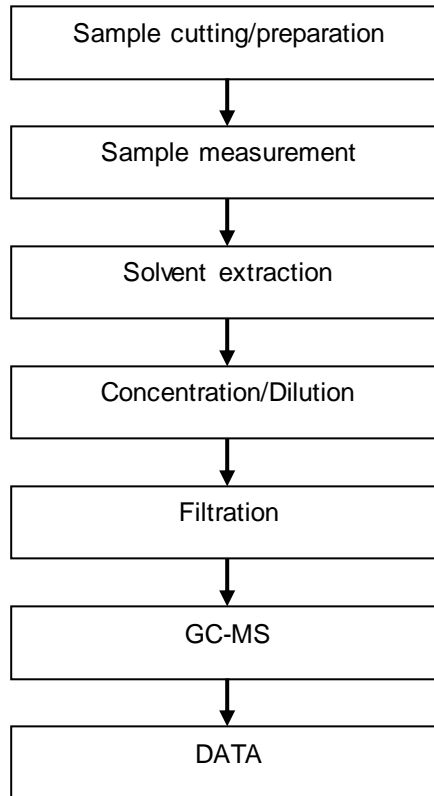 Sample cutting/preparation
Sample measurement
Solvent extraction
Concentration/Dilution
Filtration
GC-MS
DATA